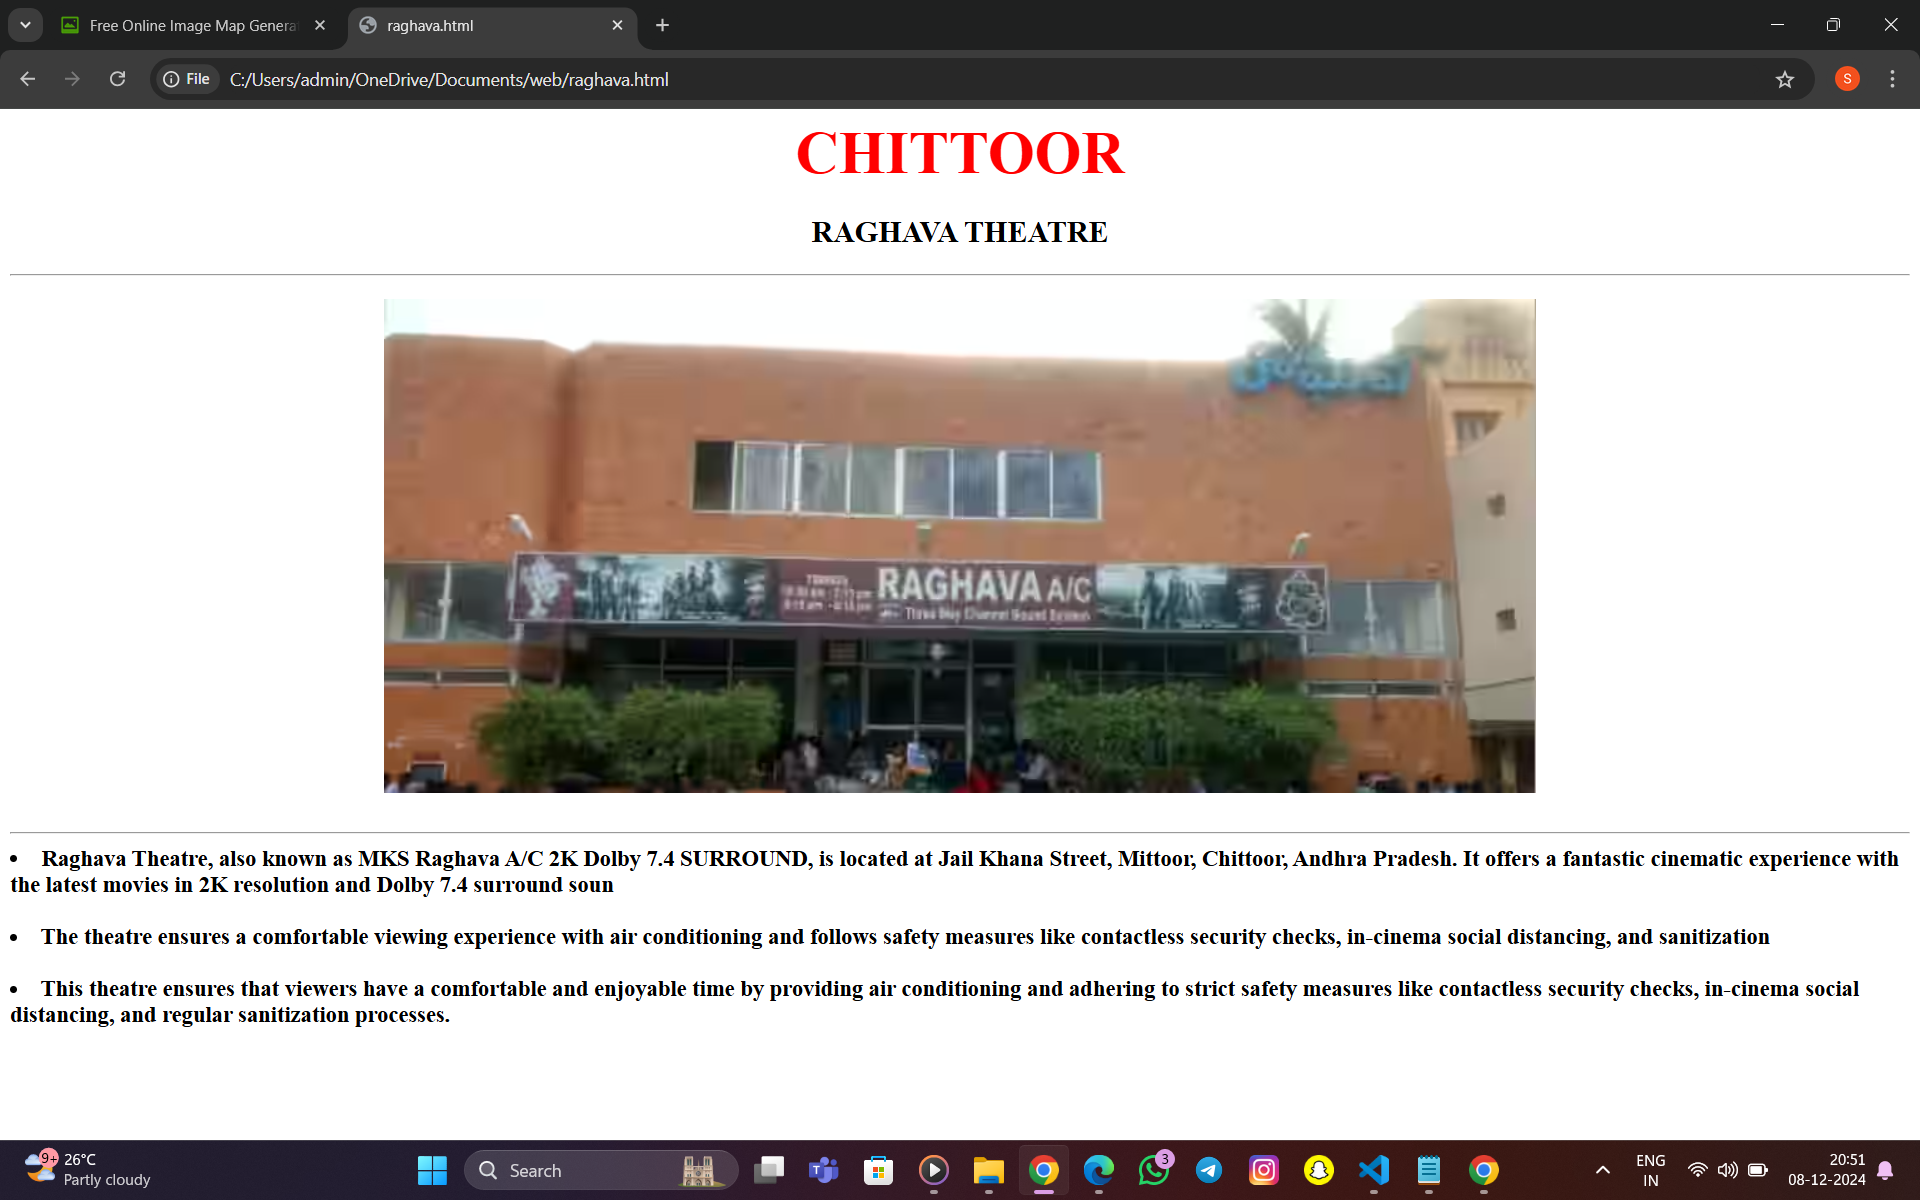 Free Online Image Map Genera
raghava.html
File
C:/Users/admin/OneDrive/Documents/web/raghava.html
S
CHITTOOR
RAGHAVA THEATRE
RAGHAVA A/C
• Raghava Theatre, also known as MKS Raghava A/C 2K Dolby 7.4 SURROUND, is located at Jail Khana Street, Mittoor, Chittoor, Andhra Pradesh. It offers a fantastic cinematic experience with
the latest movies in 2K resolution and Dolby 7.4 surround soun
• The theatre ensures a comfortable viewing experience with air conditioning and follows safety measures like contactless security checks, in-cinema social distancing, and sanitization
• This theatre ensures that viewers have a comfortable and enjoyable time by providing air conditioning and adhering to strict safety measures like contactless security checks, in-cinema social
distancing, and regular sanitization processes.
9+
26°C
Partly cloudy
Search
3
ENG
IN
20:51
08-12-2024